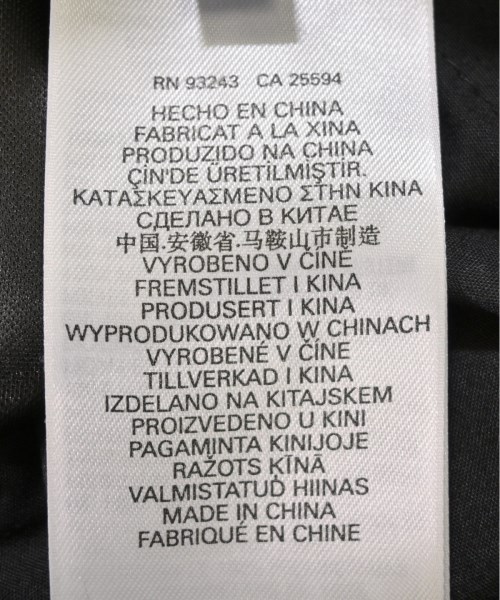 RN 93243 CA 25594
HECHO EN CHINA
FABRICAT A LA XINA
PRODUZIDO NA CHINA
ÇİN'DE ÜRETİLMİŞTİR.
ΚΑΤΑΣΚΕΥΑΣΜΕΝΟ ΣΤΗΝ ΚΙΝΑ
СДЕЛАНО В КИТАЕ
中国.安徽省.马鞍山市制造
VYROBENO V ČÍNĚ
FREMSTILLET I KINA
PRODUSERT I KINA
WYPRODUKOWANO W CHINACH
VYROBENÉ V ČÍNE
TILLVERKAD I KINA
IZDELANO NA KITAJSKEM
PROIZVEDENO U KINI
PAGAMINTA KINIJOJE
RAŽOTS ĶĪNĀ
VALMISTATUD HIINAS
MADE IN CHINA
FABRIQUÉ EN CHINE